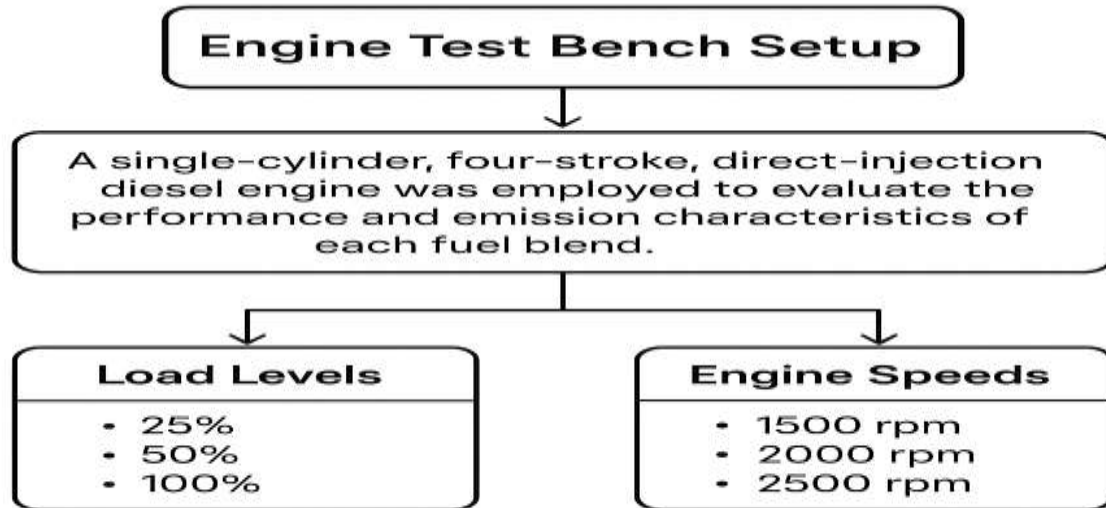 Engine Test Bench Setup
A single-cylinder, four-stroke, direct-injection
diesel engine was employed to evaluate the
performance and emission characteristics of
each fuel blend.
Load Levels
• 25%
• 50%
• 100%
Engine Speeds
• 1500 rpm
• 2000 rpm
• 2500 rpm